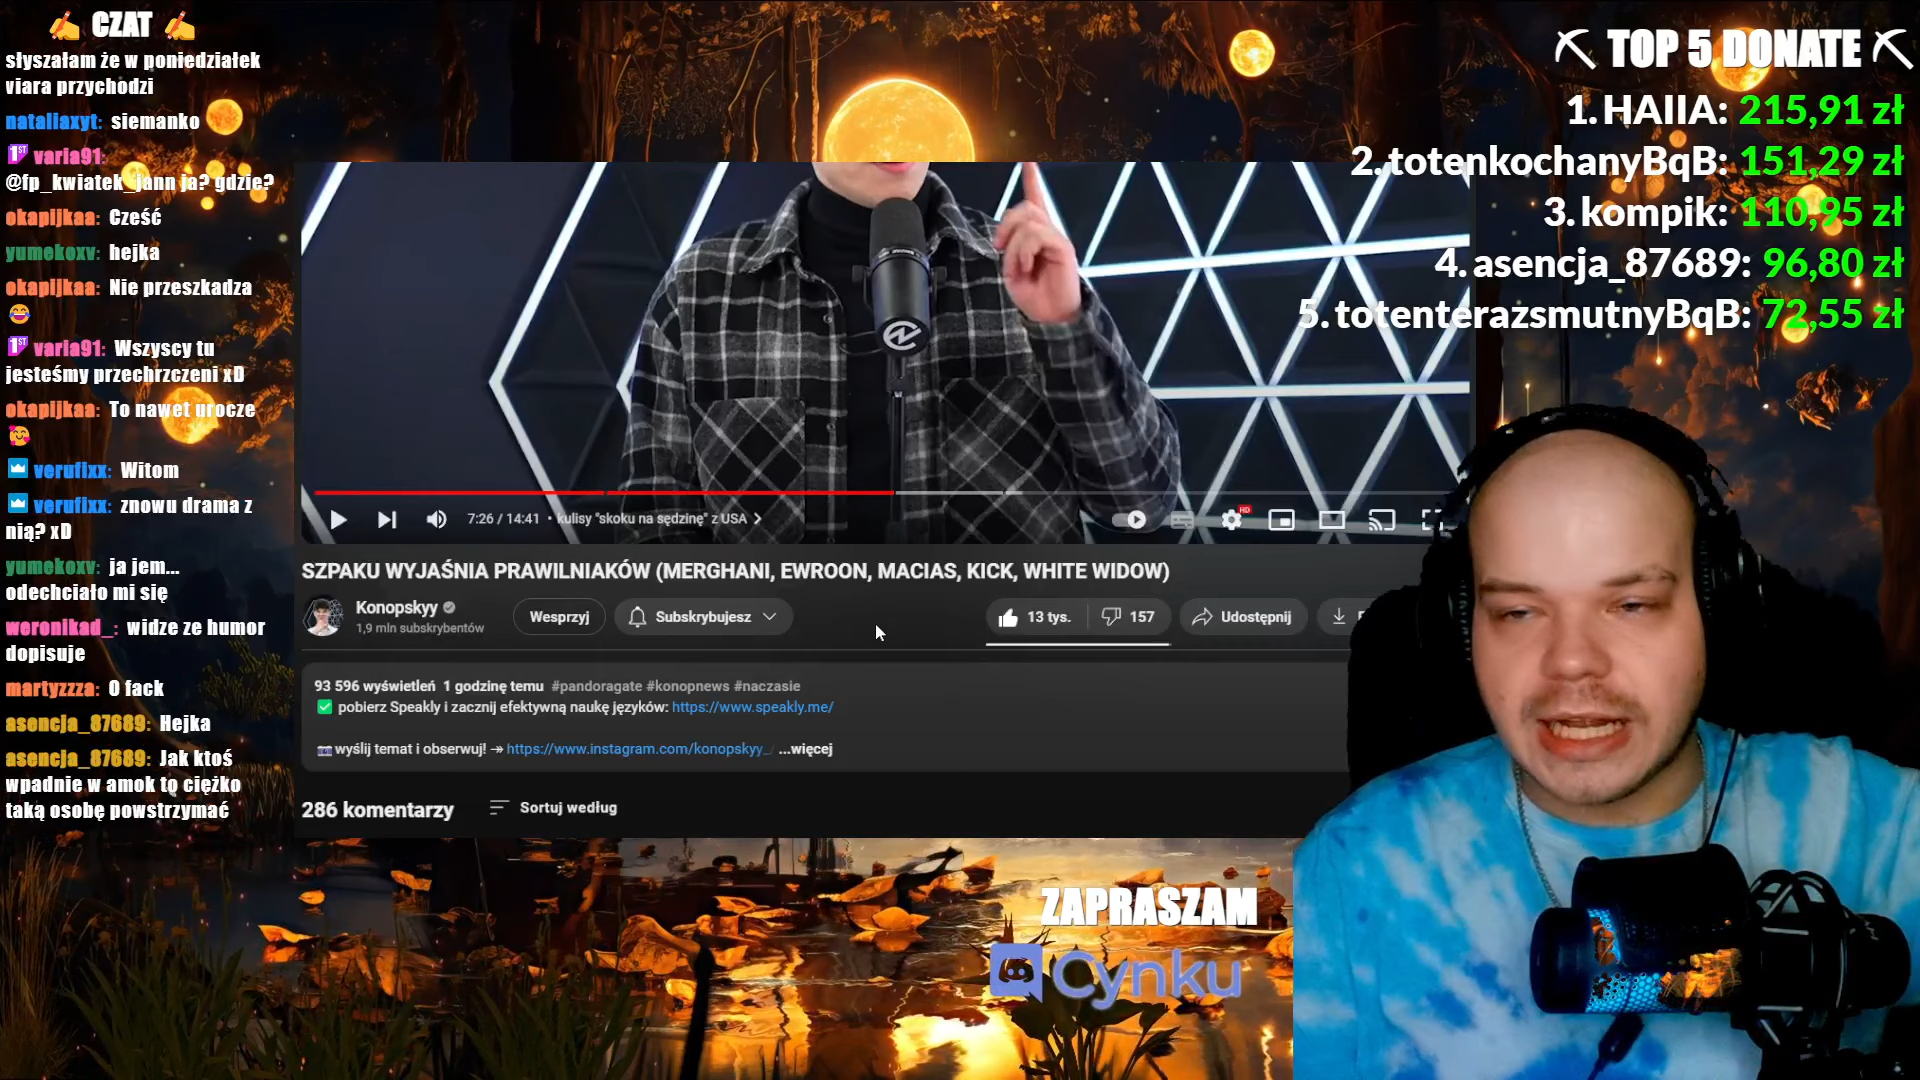 ✍️ CZAT ✍️
słyszałam że w poniedziałek
viara przychodzi
nataliaxyt: siemanko
1ST varia91:
@fp_kwiatek_jann ja? gdzie?
okapijkaa: Cześć
yumekoxv: hejka
okapijkaa: Nie przeszkadza
😂
1ST varia91: Wszyscy tu
jesteśmy przechrzczeni xD
okapijkaa: To nawet urocze
🥰
verufixx: Witom
verufixx: znowu drama z
nią? xD
yumekoxv: ja jem...
odechciało mi się
weronikad_: widze ze humor
dopisuje
martyzzza: O fack
asencja_87689: Hejka
asencja_87689: Jak ktoś
wpadnie w amok to ciężko
taką osobę powstrzymać
TOP 5 DONATE
1. HAIIA: 215,91 zł
2. totenkochanyBqB: 151,29 zł
3. kompik: 110,95 zł
4. asencja_87689: 96,80 zł
5. totenterazsmutnyBqB: 72,55 zł
7:26 / 14:41 • kulisy "skoku na sędzinę" z USA
HD
SZPAKU WYJAŚNIA PRAWILNIAKÓW (MERGHANI, EWROON, MACIAS, KICK, WHITE WIDOW)
Konopskyy
1,9 mln subskrybentów
Wesprzyj
Subskrybujesz
13 tys.
157
Udostępnij
93 596 wyświetleń 1 godzinę temu #pandoragate #konopnews #naczasie
✅ pobierz Speakly i zacznij efektywną naukę języków: https://www.speakly.me/
📷 wyślij temat i obserwuj! ↠ https://www.instagram.com/konopskyy_/ ...więcej
286 komentarzy
Sortuj według
ZAPRASZAM
Cynku